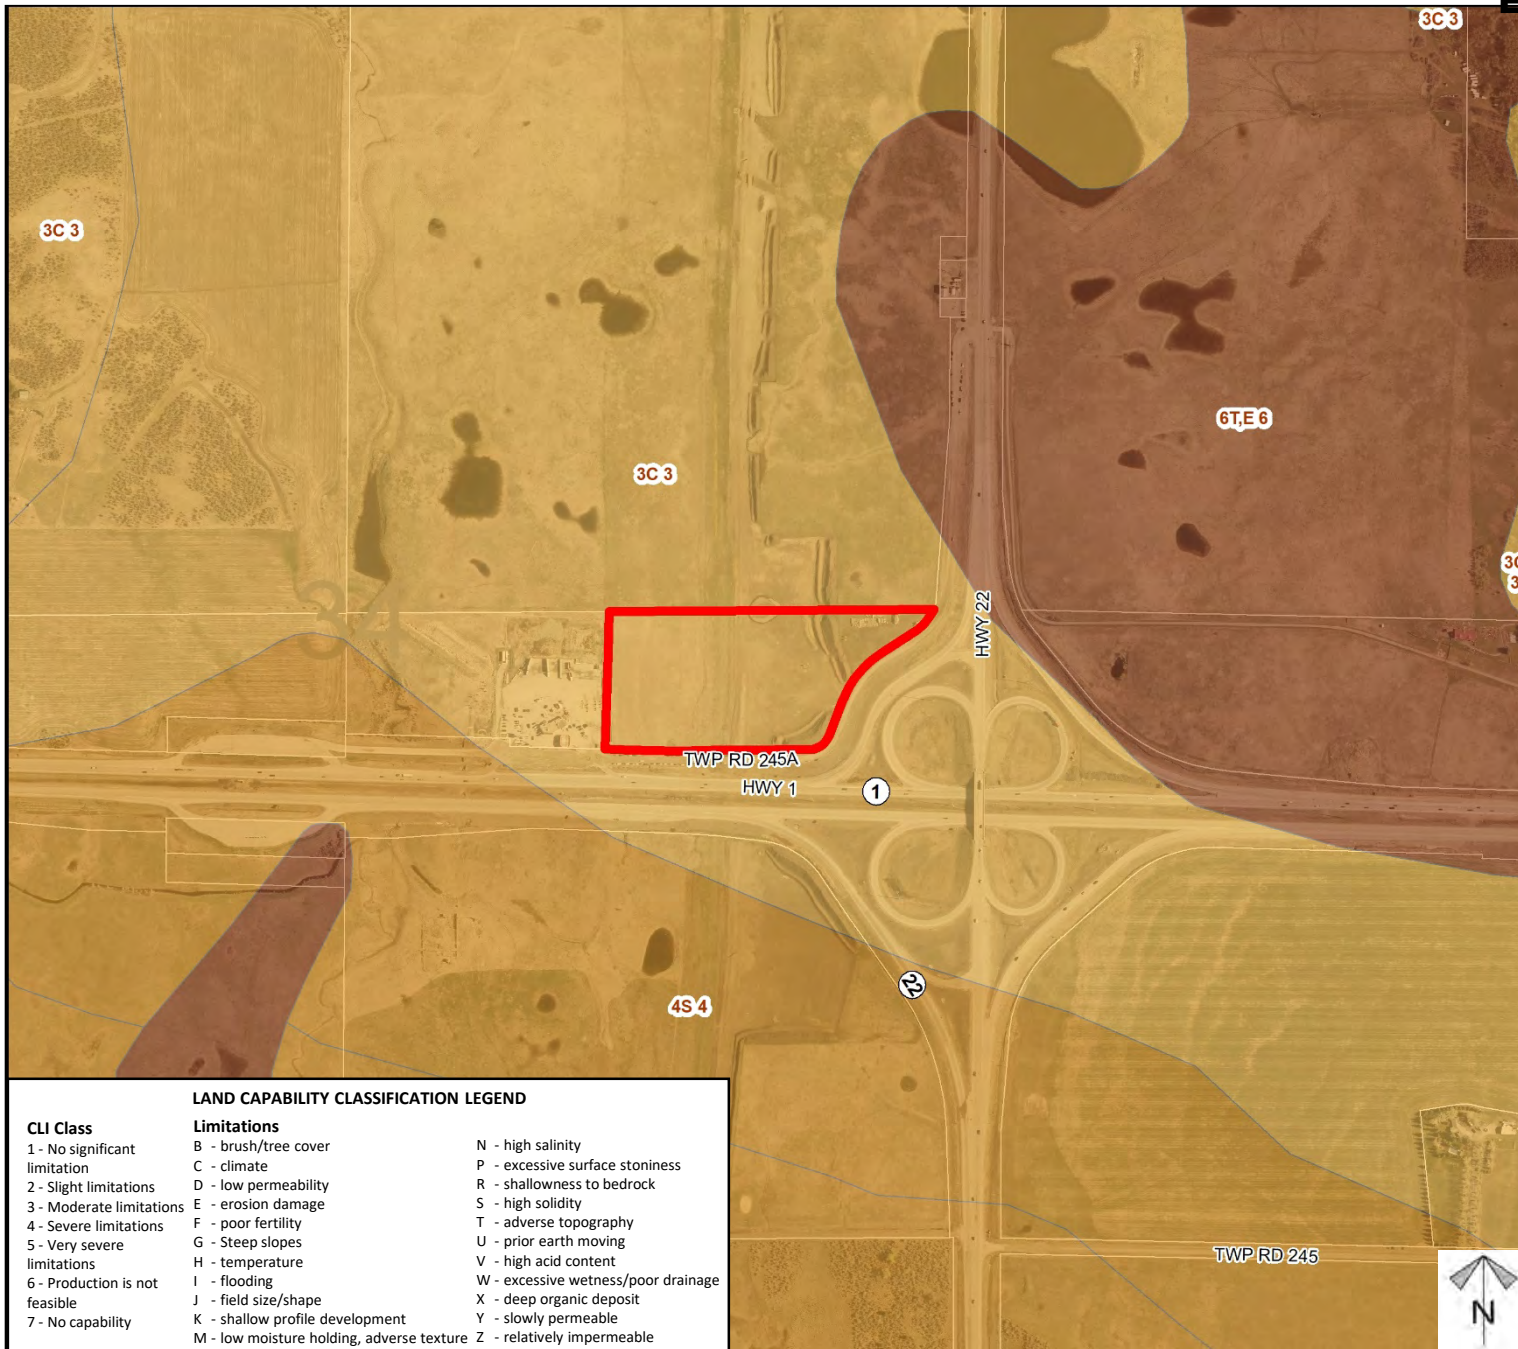 3C 3
3C 3
6T,E 6
3C 3
3
34
HWY 22
TWP RD 245A
HWY 1
1
22
4S 4
TWP RD 245
N
LAND CAPABILITY CLASSIFICATION LEGEND
CLI Class
1 - No significant
limitation
2 - Slight limitations
3 - Moderate limitations
4 - Severe limitations
5 - Very severe
limitations
6 - Production is not
feasible
7 - No capability
Limitations
B - brush/tree cover
C - climate
D - low permeability
E - erosion damage
F - poor fertility
G - Steep slopes
H - temperature
I - flooding
J - field size/shape
K - shallow profile development
M - low moisture holding, adverse texture
N - high salinity
P - excessive surface stoniness
R - shallowness to bedrock
S - high solidity
T - adverse topography
U - prior earth moving
V - high acid content
W - excessive wetness/poor drainage
X - deep organic deposit
Y - slowly permeable
Z - relatively impermeable